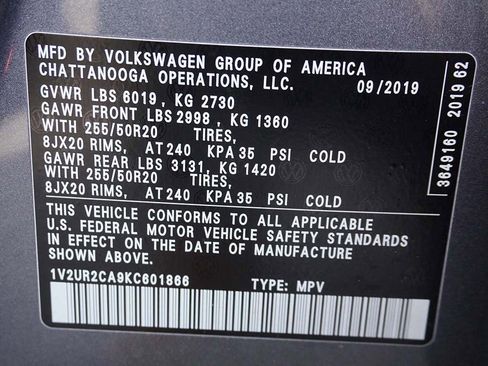 MFD BY VOLKSWAGEN GROUP OF AMERICA
CHATTANOOGA OPERATIONS, LLC. 09/2019
GVWR LBS 6019, KG 2730
GAWR FRONT LBS 2998, KG 1360
WITH 255/50R20 TIRES,
8JX20 RIMS, AT 240 KPA 35 PSI COLD
GAWR REAR LBS 3131, KG 1420
WITH 255/50R20 TIRES,
8JX20 RIMS, AT 240 KPA 35 PSI COLD
THIS VEHICLE CONFORMS TO ALL APPLICABLE
U.S. FEDERAL MOTOR VEHICLE SAFETY STANDARDS
IN EFFECT ON THE DATE OF MANUFACTURE
SHOWN ABOVE.
1V2UR2CA9KC601866 TYPE: MPV
3649160 2019 62